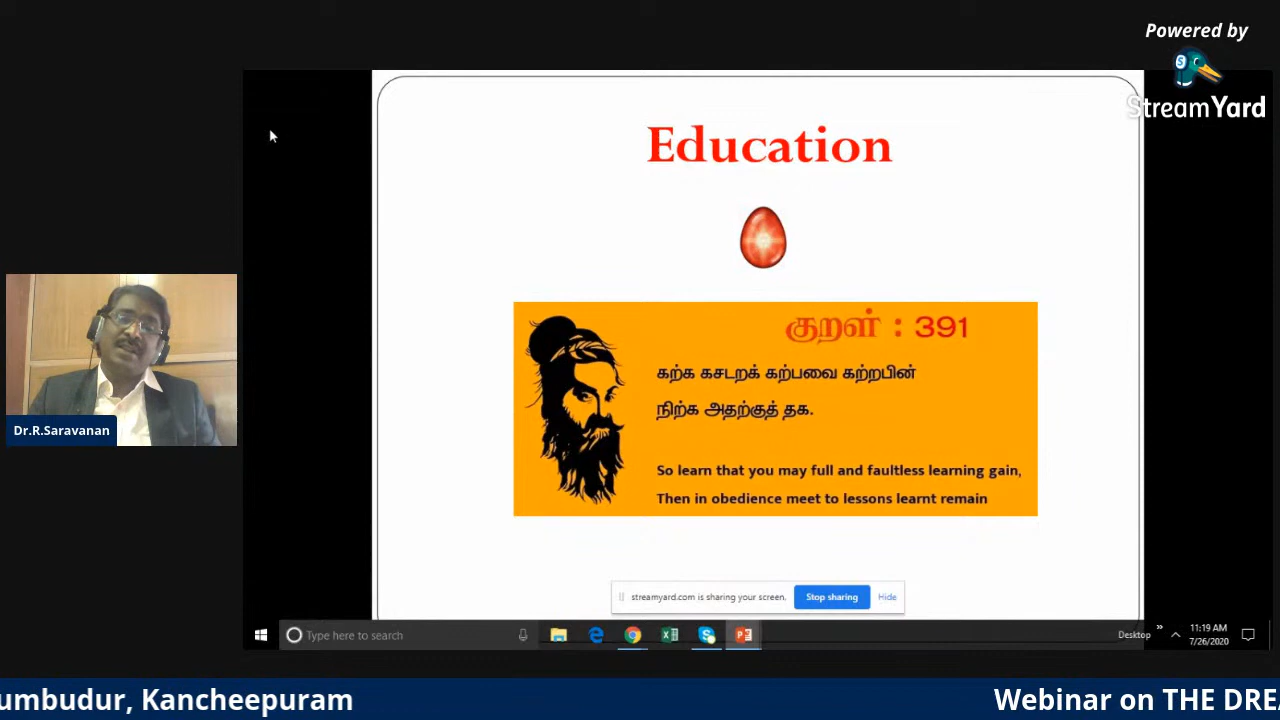 Powered by
StreamYard
Education
குறள் : 391
கற்க கசடறக் கற்பவை கற்றபின்
நிற்க அதற்குத் தக.
So learn that you may full and faultless learning gain,
Then in obedience meet to lessons learnt remain
Dr.R.Saravanan
streamyard.com is sharing your screen.
Stop sharing
Hide
Type here to search
Desktop
11:19 AM
7/26/2020
umbudur, Kancheepuram
Webinar on THE DREA